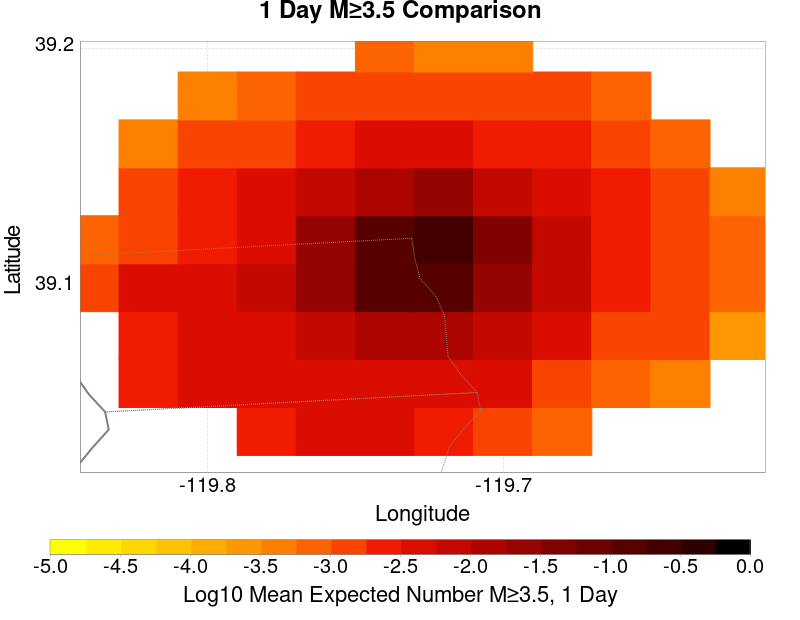 1 Day M≥3.5 Comparison
39.2
39.1
Latitude
-119.8 -119.7
Longitude
-5.0 -4.5 -4.0 -3.5 -3.0 -2.5 -2.0 -1.5 -1.0 -0.5 0.0
Log10 Mean Expected Number M≥3.5, 1 Day